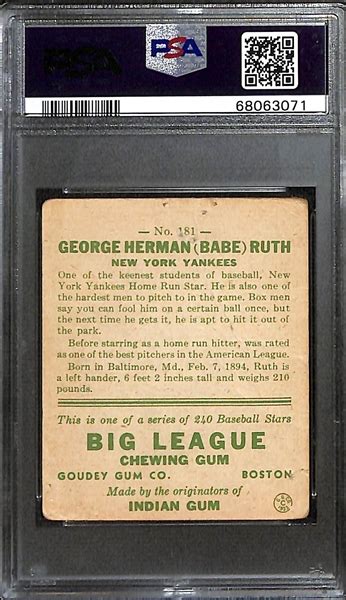 PSA
68063071
— No. 181 —
GEORGE HERMAN (BABE) RUTH
NEW YORK YANKEES
One of the keenest students of baseball, New
York Yankees Home Run Star. He is also one of
the hardest men to pitch to in the game. Box men
say you can fool him on a certain ball once, but
the next time he gets it, he is apt to hit it out of
the park.
Before starring as a home run hitter, was rated
as one of the best pitchers in the American League.
Born in Baltimore, Md., Feb. 7, 1894, Ruth is
a left hander, 6 feet 2 inches tall and weighs 210
pounds.
This is one of a series of 240 Baseball Stars
BIG LEAGUE
CHEWING GUM
GOUDEY GUM CO. BOSTON
Made by the originators of
INDIAN GUM